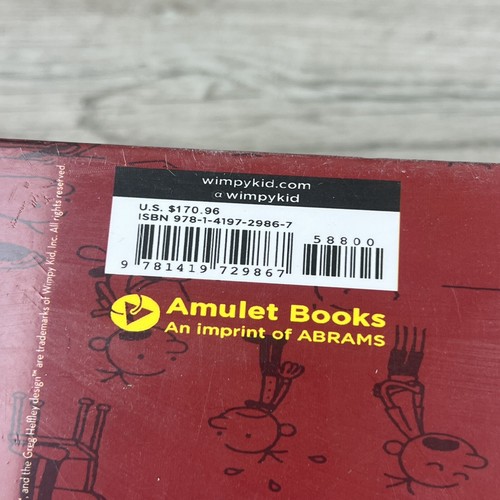 wimpykid.com
@wimpykid
U.S. $170.96
ISBN 978-1-4197-2986-7
58800
9 781419 729867
Amulet Books
An imprint of ABRAMS
, and the Greg Heffley design™ are trademarks of Wimpy Kid, Inc. All rights reserved.